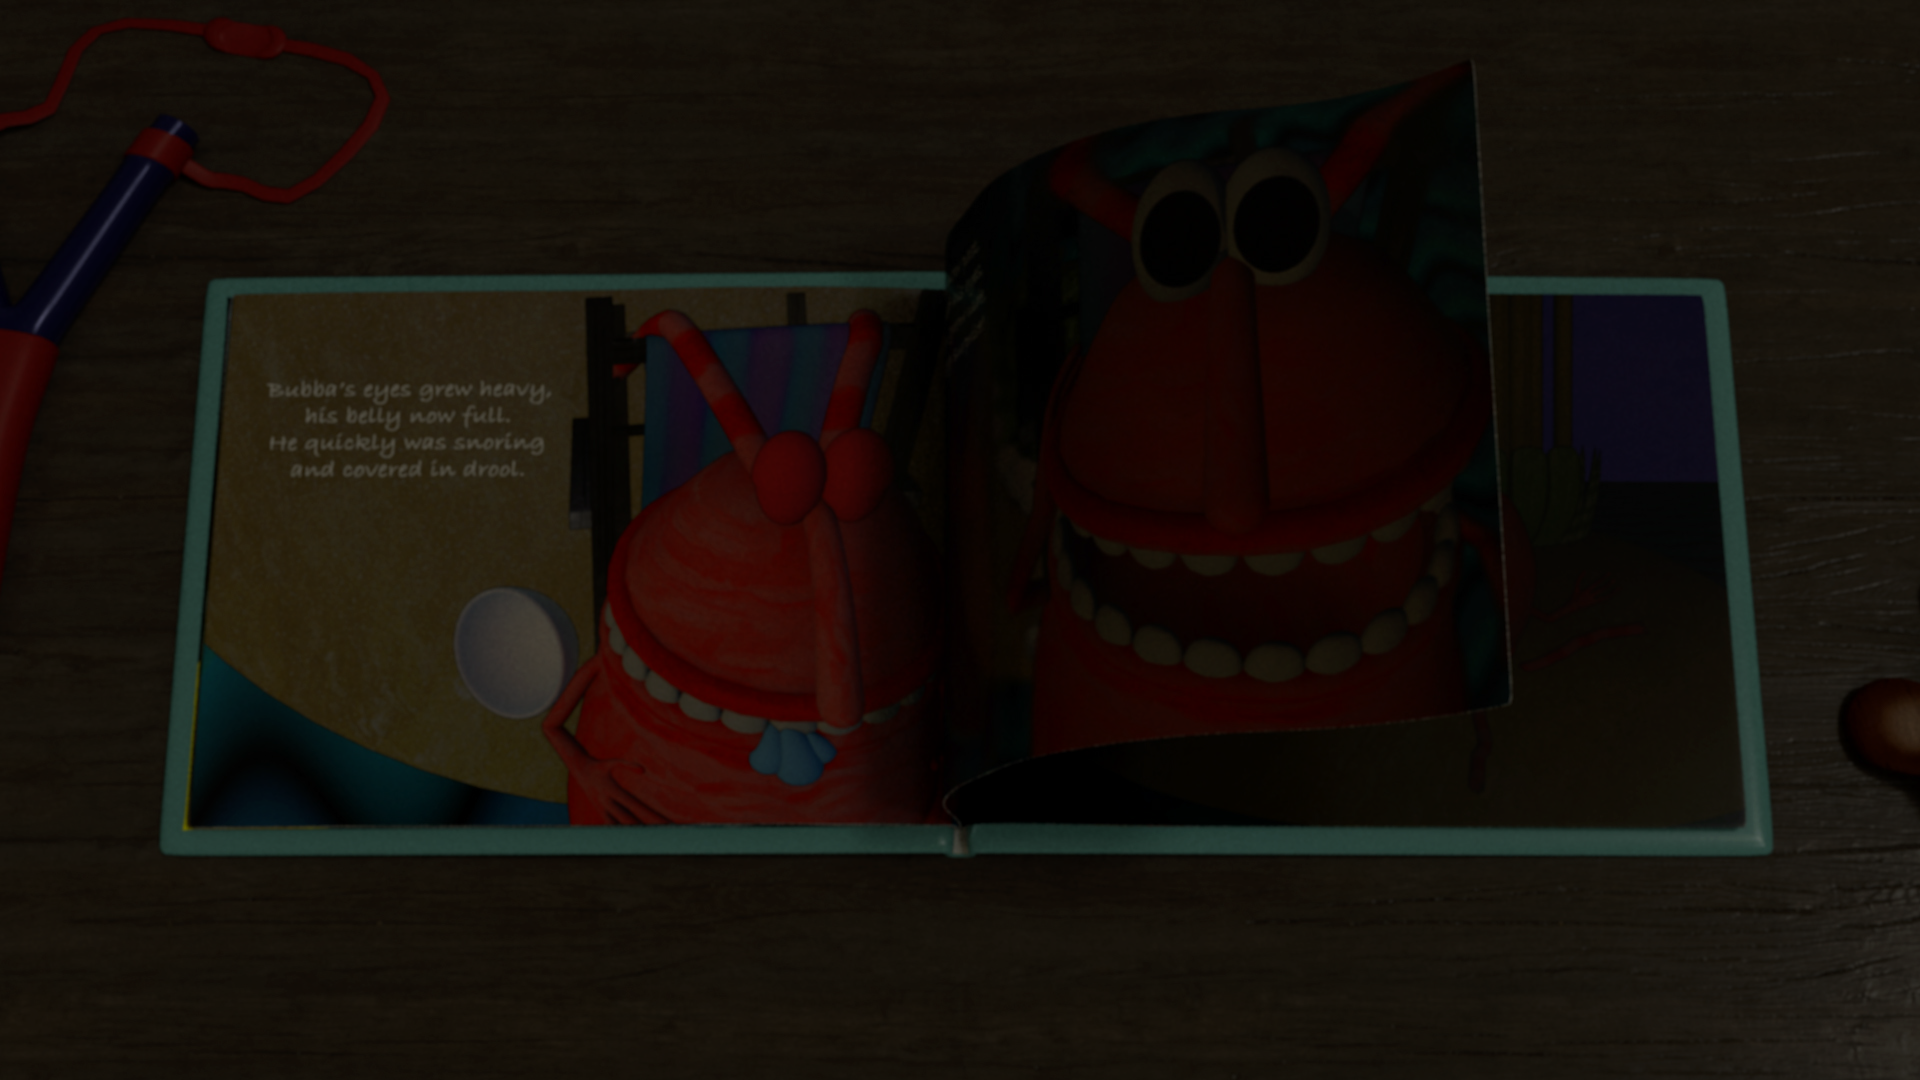 Bubba's eyes grew heavy,
his belly now full.
He quickly was snoring
and covered in drool.